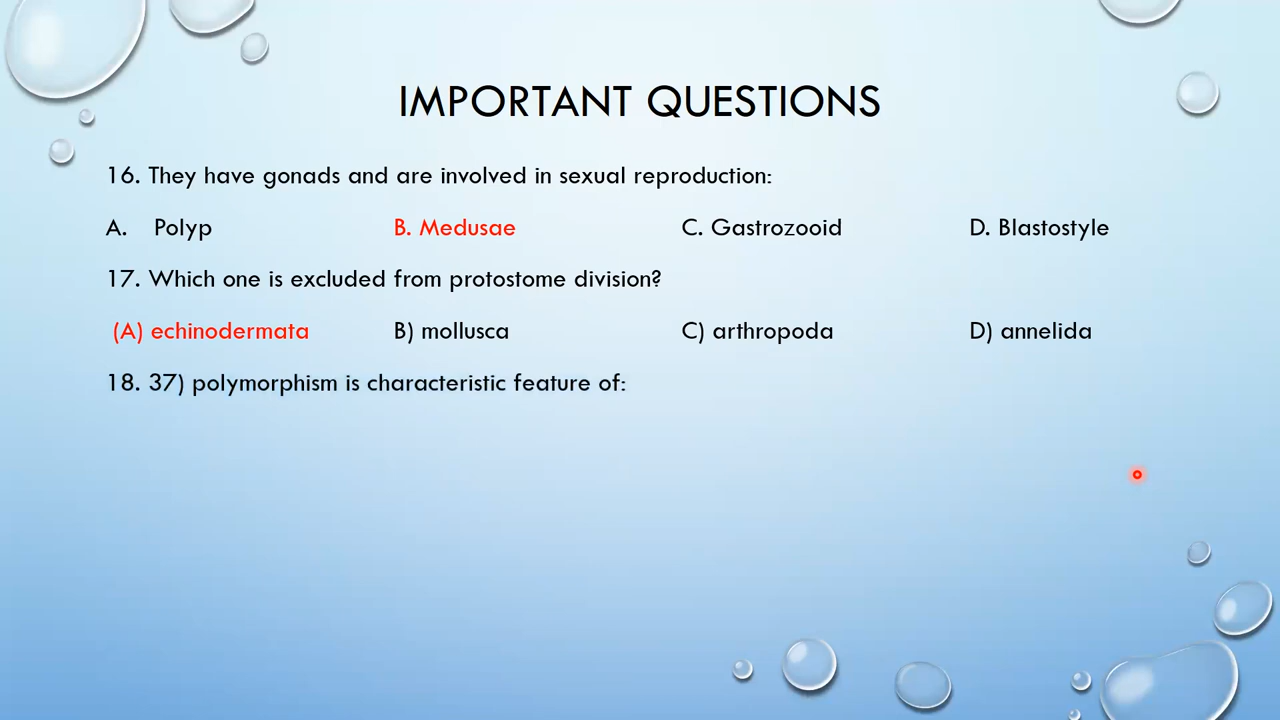 IMPORTANT QUESTIONS
16. They have gonads and are involved in sexual reproduction:
A. Polyp B. Medusae C. Gastrozooid D. Blastostyle
17. Which one is excluded from protostome division?
(A) echinodermata B) mollusca C) arthropoda D) annelida
18. 37) polymorphism is characteristic feature of: